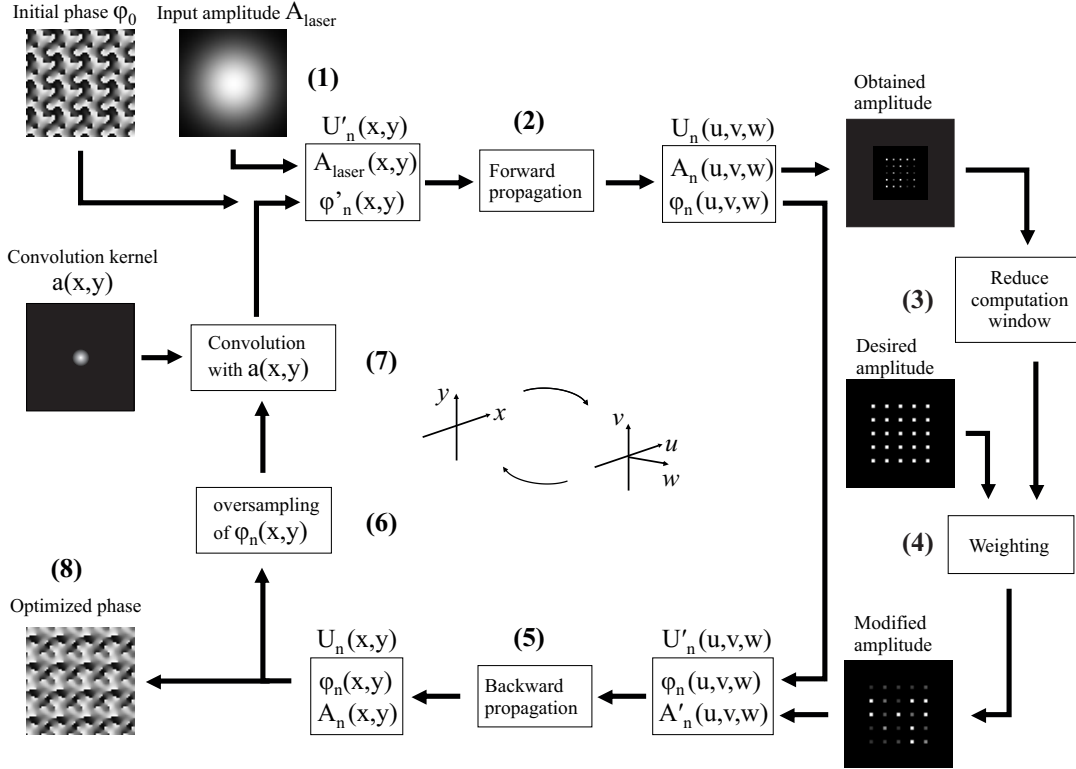 Initial phase φ0
Input amplitude Alaser
(1)
U'n(x,y)
Alaser(x,y)
φ’n(x,y)
(2)
Forward
propagation
Un(u,v,w)
An(u,v,w)
φn(u,v,w)
Obtained
amplitude
(3)
Reduce
computation
window
Convolution kernel
a(x,y)
Convolution
with a(x,y)
(7)
y
x
v
u
w
Desired
amplitude
(4)
Weighting
oversampling
of φn(x,y)
(6)
(8)
Optimized phase
Un(x,y)
φn(x,y)
An(x,y)
(5)
Backward
propagation
U'n(u,v,w)
φn(u,v,w)
A'n(u,v,w)
Modified
amplitude